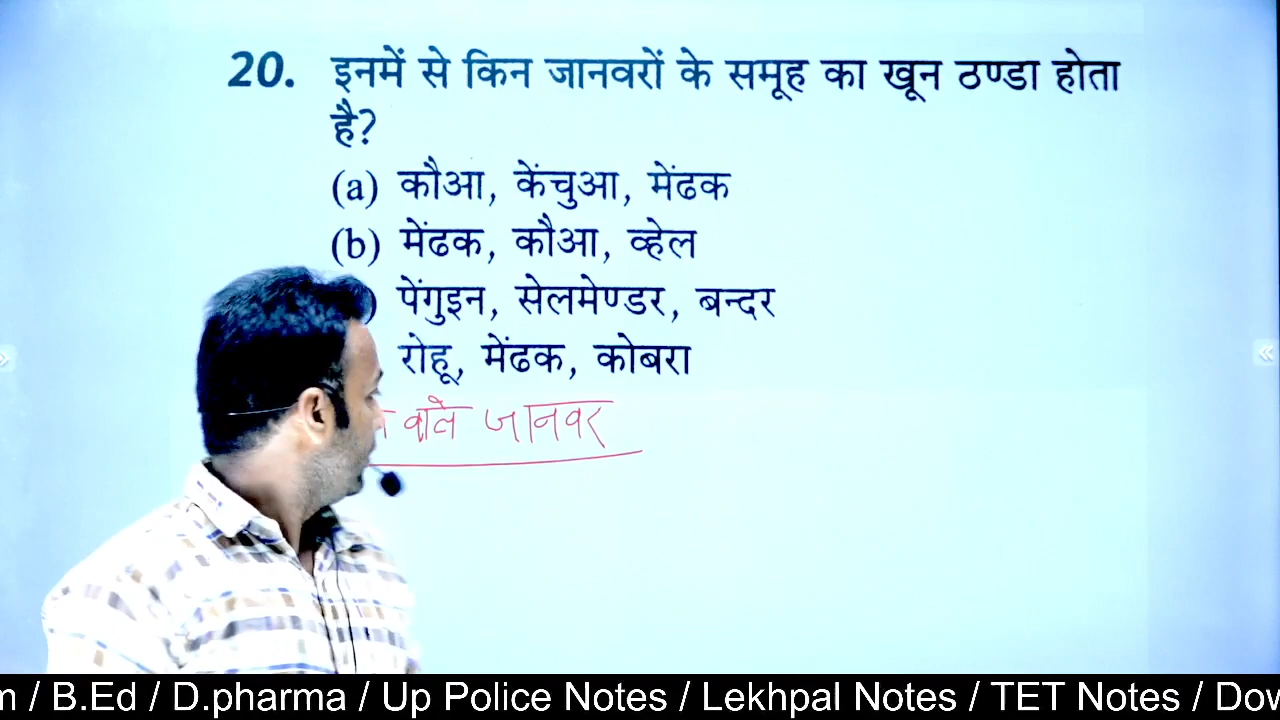 20. इनमें से किन जानवरों के समूह का खून ठण्डा होता
है?
(a) कौआ, केंचुआ, मेंढक
(b) मेंढक, कौआ, व्हेल
) पेंगुइन, सेलमेण्डर, बन्दर
रोहू, मेंढक, कोबरा
वाले जानवर
/ B.Ed / D.pharma / Up Police Notes / Lekhpal Notes / TET Notes /